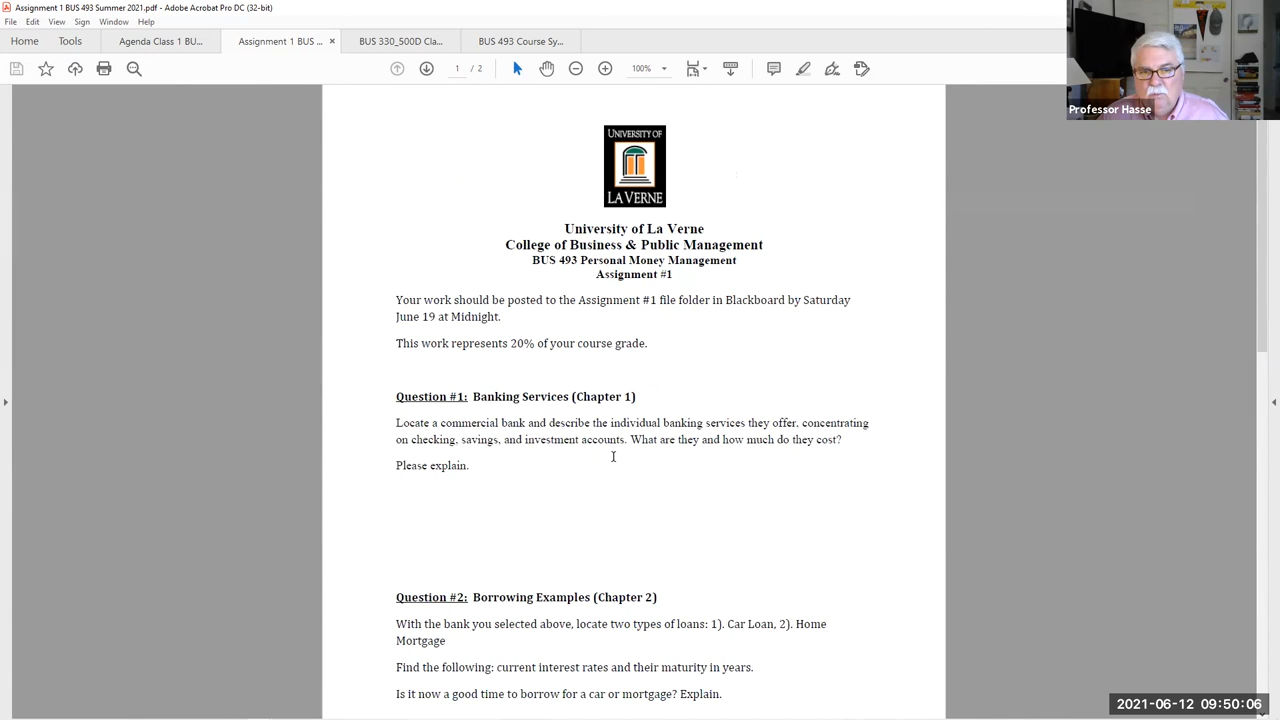 Assignment 1 BUS 493 Summer 2021.pdf - Adobe Acrobat Pro DC (32-bit)
File Edit View Sign Window Help
Home Tools Agenda Class 1 BU... Assignment 1 BUS ... × BUS 330_500D Cla... BUS 493 Course Sy...
1 / 2 100%
Professor Hasse
UNIVERSITY OF
LA VERNE
University of La Verne
College of Business & Public Management
BUS 493 Personal Money Management
Assignment #1
Your work should be posted to the Assignment #1 file folder in Blackboard by Saturday
June 19 at Midnight.
This work represents 20% of your course grade.
Question #1: Banking Services (Chapter 1)
Locate a commercial bank and describe the individual banking services they offer, concentrating
on checking, savings, and investment accounts. What are they and how much do they cost?
Please explain.
Question #2: Borrowing Examples (Chapter 2)
With the bank you selected above, locate two types of loans: 1). Car Loan, 2). Home
Mortgage
Find the following: current interest rates and their maturity in years.
Is it now a good time to borrow for a car or mortgage? Explain.
2021-06-12 09:50:06